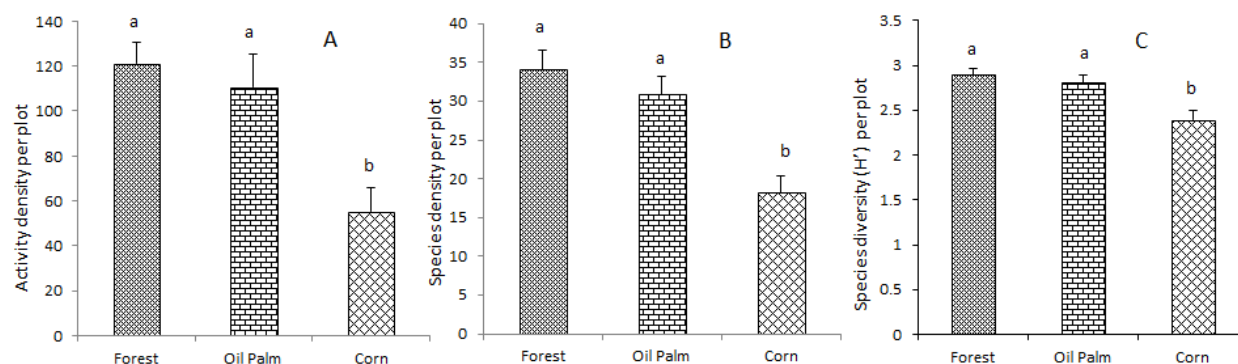 Activity density per plot
140
120
100
80
60
40
20
0
a
a
b
A
Forest Oil Palm Corn
Species density per plot
40
35
30
25
20
15
10
5
0
a
a
b
B
Forest Oil Palm Corn
Species diversity (H') per plot
3.5
3
2.5
2
1.5
1
0.5
0
a
a
b
C
Forest Oil Palm Corn